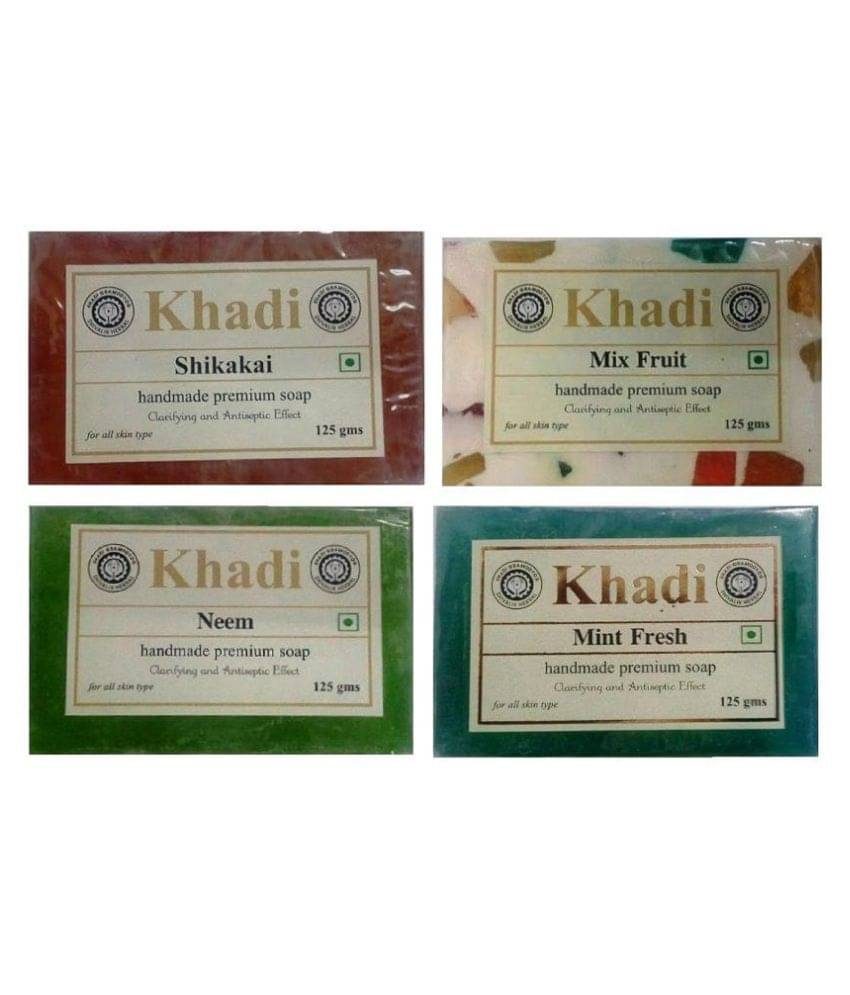 Khadi
Shikakai
handmade premium soap
Clarifying and Antiseptic Effect
for all skin type
125 gms
Khadi
Mix Fruit
handmade premium soap
Clarifying and Antiseptic Effect
for all skin type
125 gms
Khadi
Neem
handmade premium soap
Clarifying and Antiseptic Effect
for all skin type
125 gms
Khadi
Mint Fresh
handmade premium soap
Clarifying and Antiseptic Effect
for all skin type
125 gms